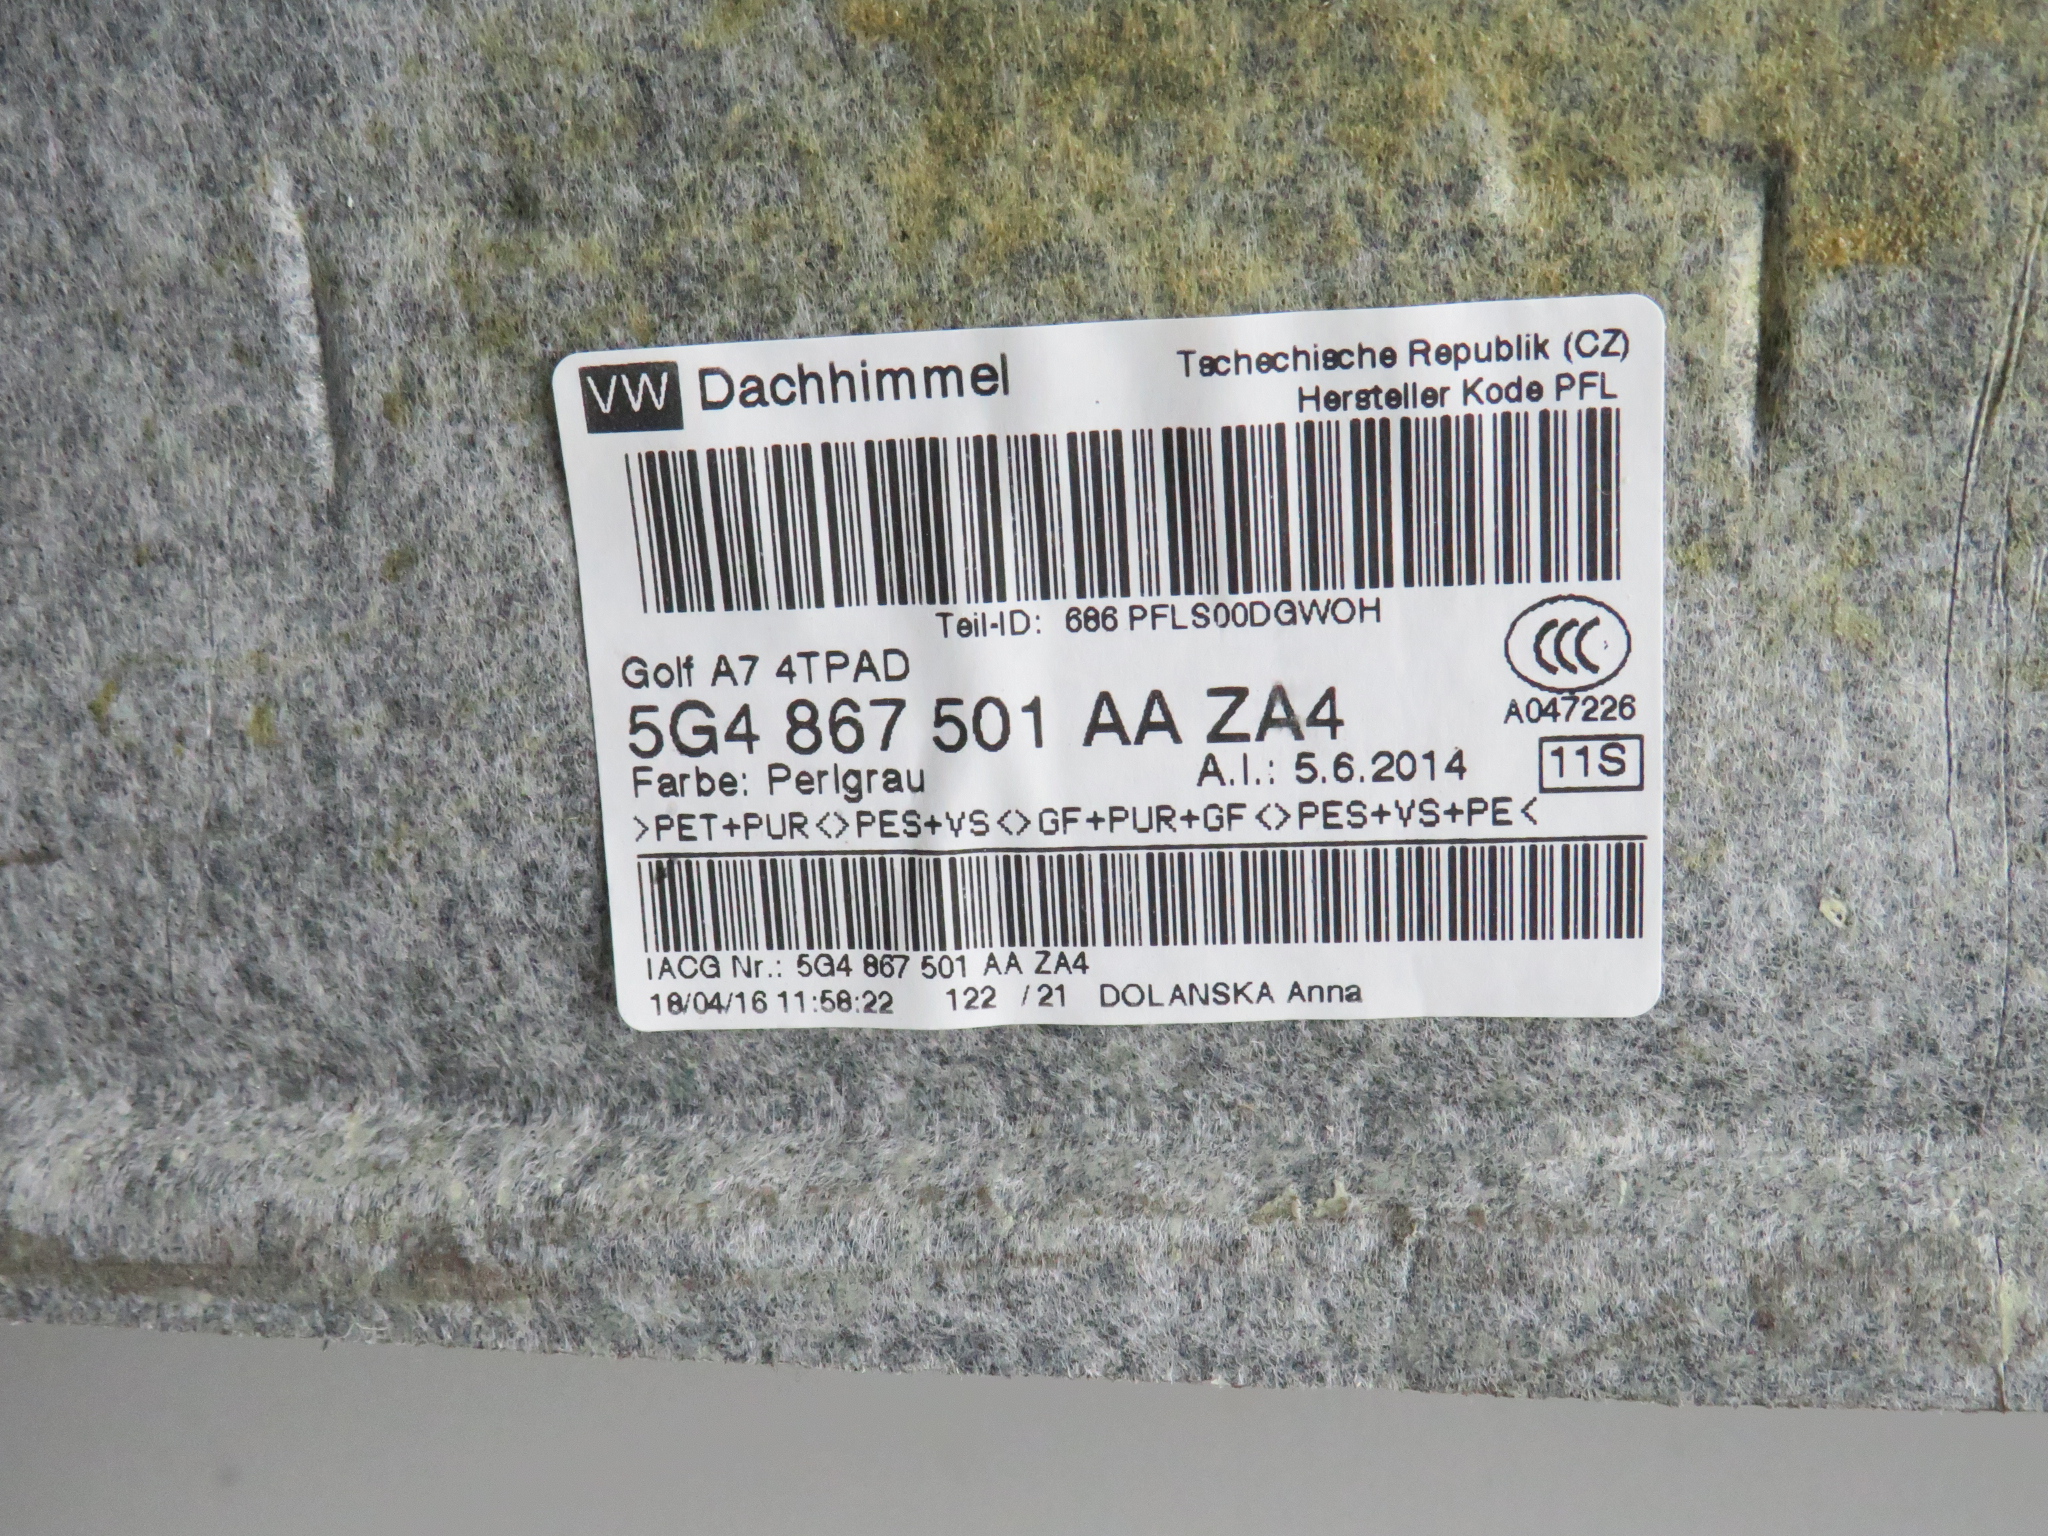 VW Dachhimmel
Tschechische Republik (CZ)
Hersteller Kode PFL
Teil-ID: 686 PFLS00DGWOH
Golf A7 4TPAD
5G4 867 501 AA ZA4
CCC
A047226
Farbe: Perlgrau A.I.: 5.6.2014
11S
>PET+PUR<>PES+VS<>GF+PUR+GF<>PES+VS+PE<
IACG Nr.: 5G4 867 501 AA ZA4
18/04/16 11:58:22 122 /21 DOLANSKA Anna